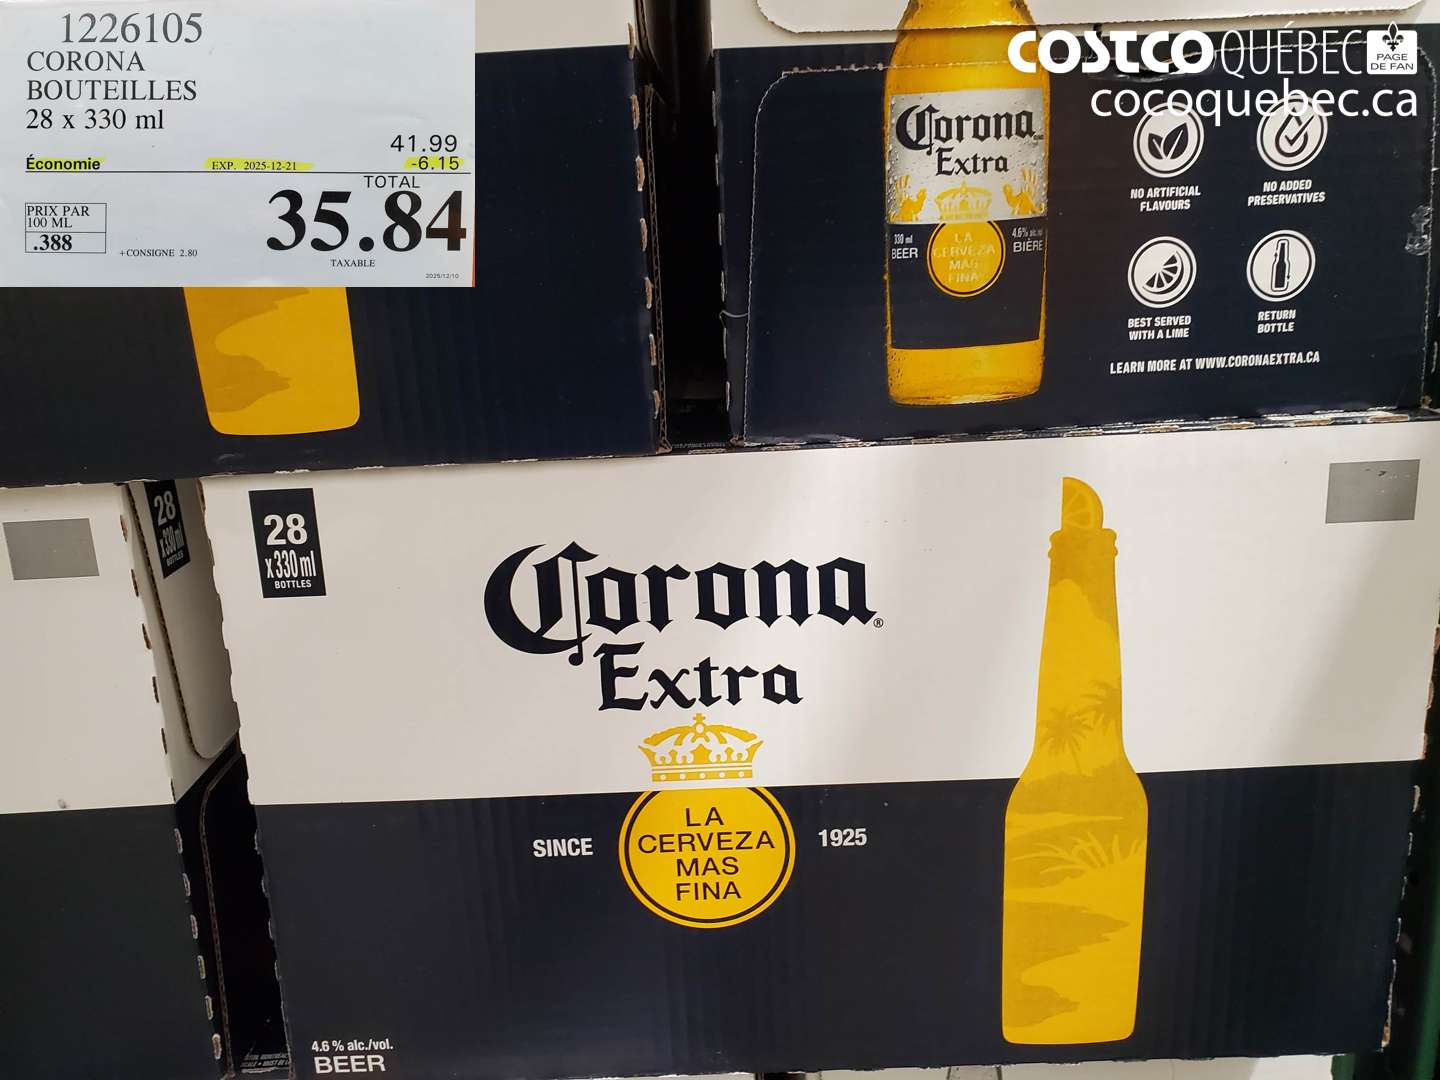 1226105
CORONA
BOUTEILLES
28 x 330 ml
41.99
Économie EXP. 2025-12-21 -6.15
TOTAL
35.84
PRIX PAR
100 ML
.388
+CONSIGNE 2.80
TAXABLE
2025/12/10
COSTCO QUÉBEC PAGE DE FAN
cocoquebec.ca
Corona
Extra
330 ml
BEER
4.6% alc./vol.
BIÈRE
LA
CERVEZA
MAS
FINA
NO ARTIFICIAL
FLAVOURS
NO ADDED
PRESERVATIVES
BEST SERVED
WITH A LIME
RETURN
BOTTLE
LEARN MORE AT WWW.CORONAEXTRA.CA
28
x 330 ml
BOTTLES
28
x 330 ml
BOTTLES
Corona®
Extra
SINCE 1925
LA
CERVEZA
MAS
FINA
4.6 % alc./vol.
BEER